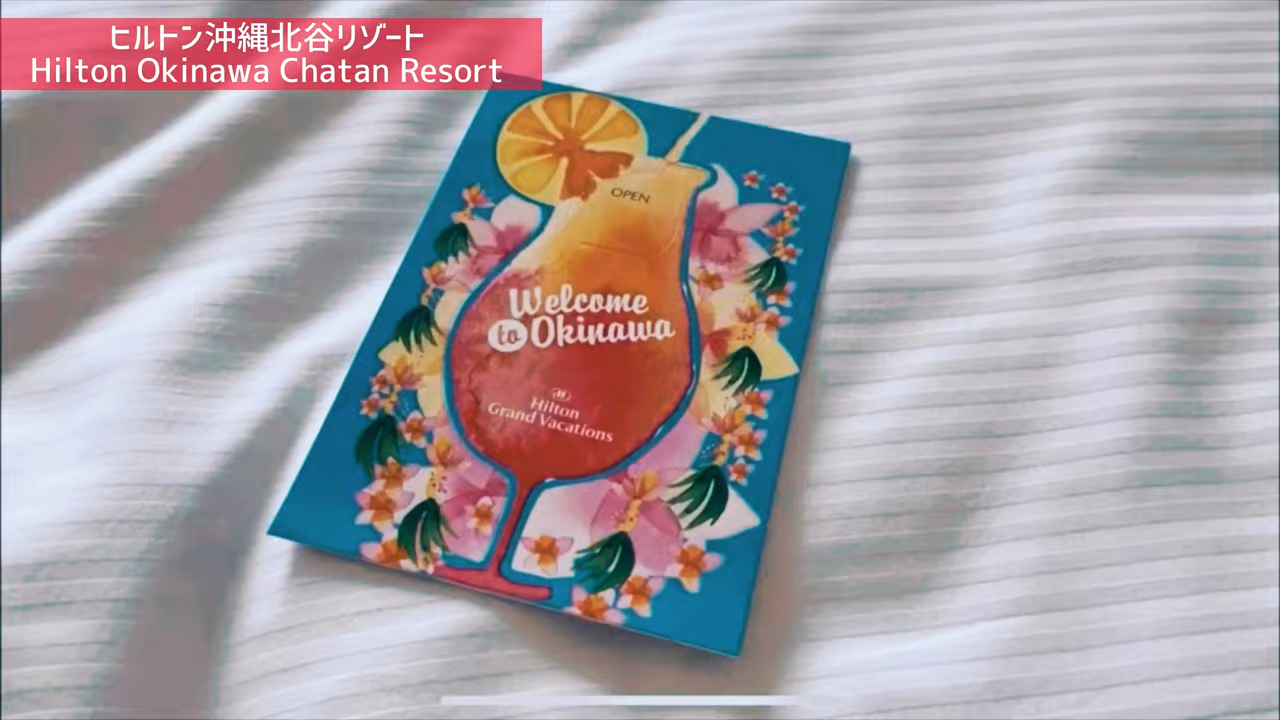 ヒルトン沖縄北谷リゾート
Hilton Okinawa Chatan Resort
OPEN
Welcome
to Okinawa
H
Hilton
Grand Vacations